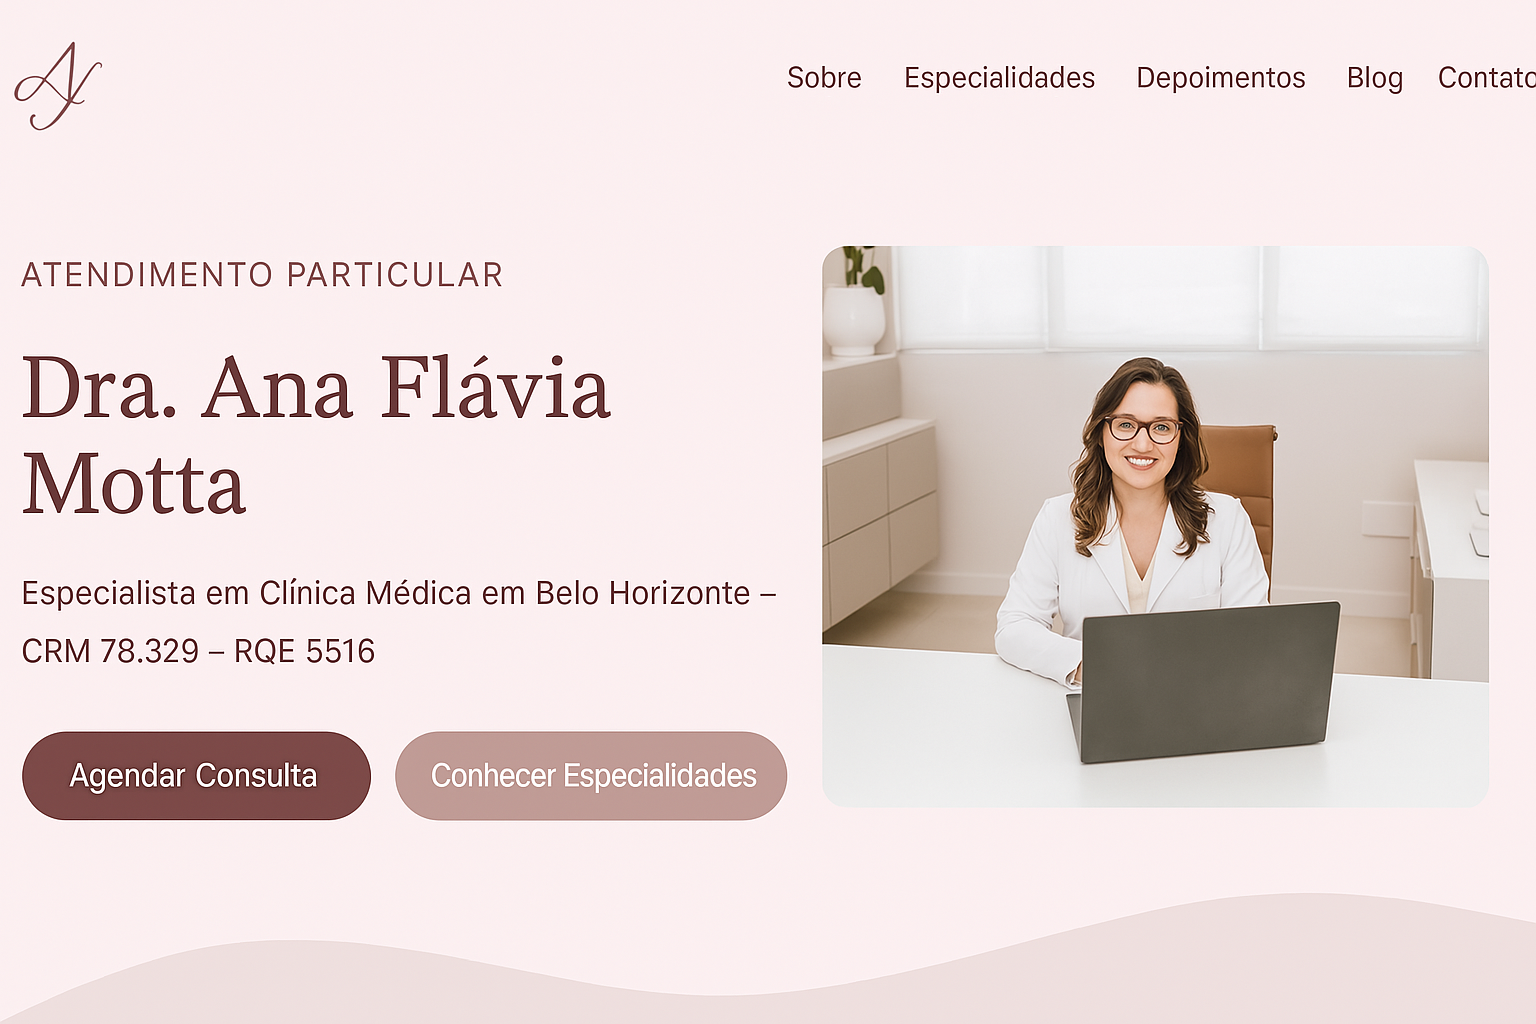 Sobre Especialidades Depoimentos Blog Contato
ATENDIMENTO PARTICULAR
Dra. Ana Flávia
Motta
Especialista em Clínica Médica em Belo Horizonte –
CRM 78.329 – RQE 5516
Agendar Consulta Conhecer Especialidades